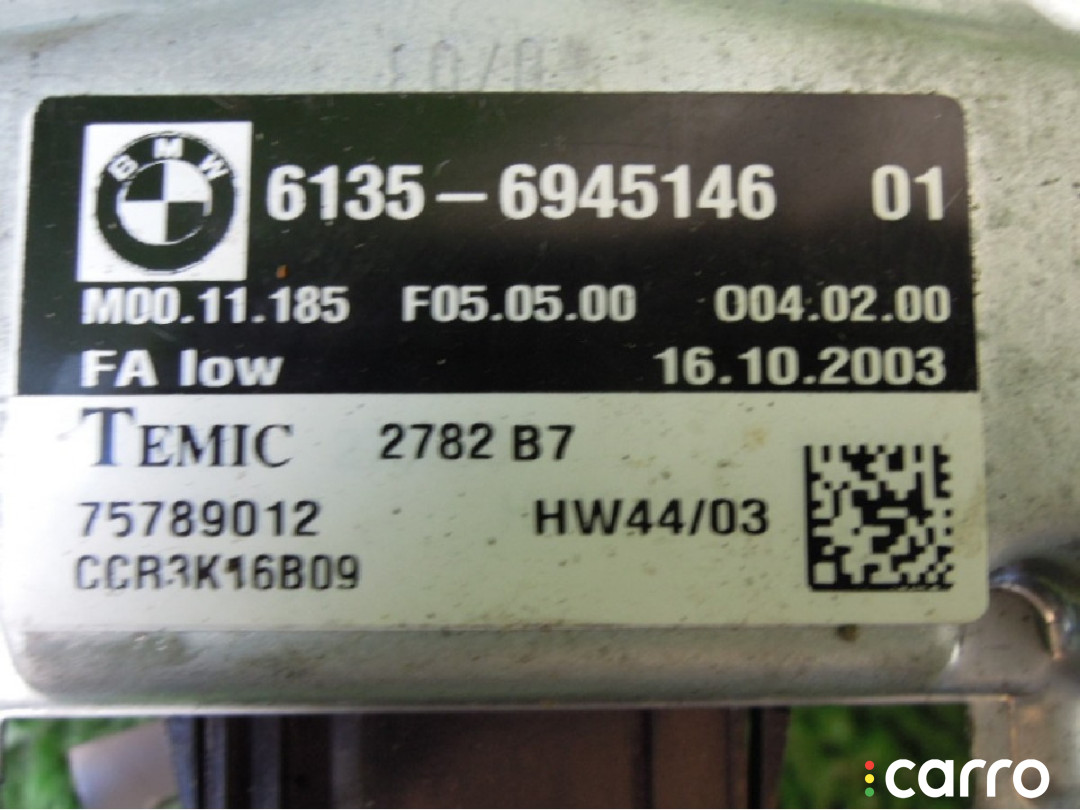 BMW
6135-6945146 01
M00.11.185 F05.05.00 O04.02.00
FA low 16.10.2003
TEMIC 2782 B7
75789012 HW44/03
CCR3K16B09
carro